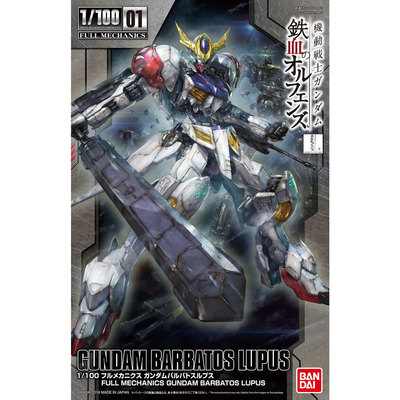 1/100 01
FULL MECHANICS
機動戦士ガンダム
鉄血のオルフェンズ
GUNDAM BARBATOS LUPUS
1/100 フルメカニクス ガンダムバルバトスルプス
FULL MECHANICS GUNDAM BARBATOS LUPUS
BAN
DAI